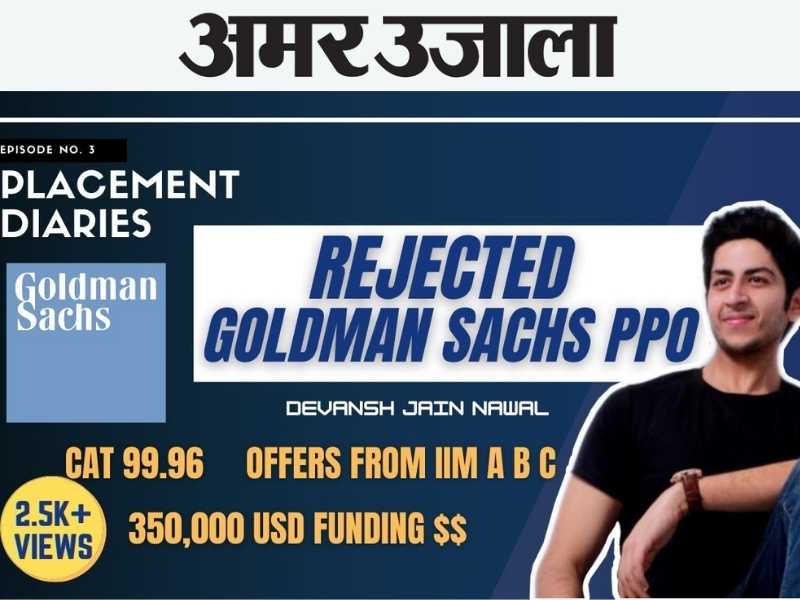 अमर उजाला
EPISODE NO. 3
PLACEMENT
DIARIES
Goldman
Sachs
REJECTED
GOLDMAN SACHS PPO
DEVANSH JAIN NAWAL
CAT 99.96 OFFERS FROM IIM A B C
2.5K+
VIEWS
350,000 USD FUNDING $$